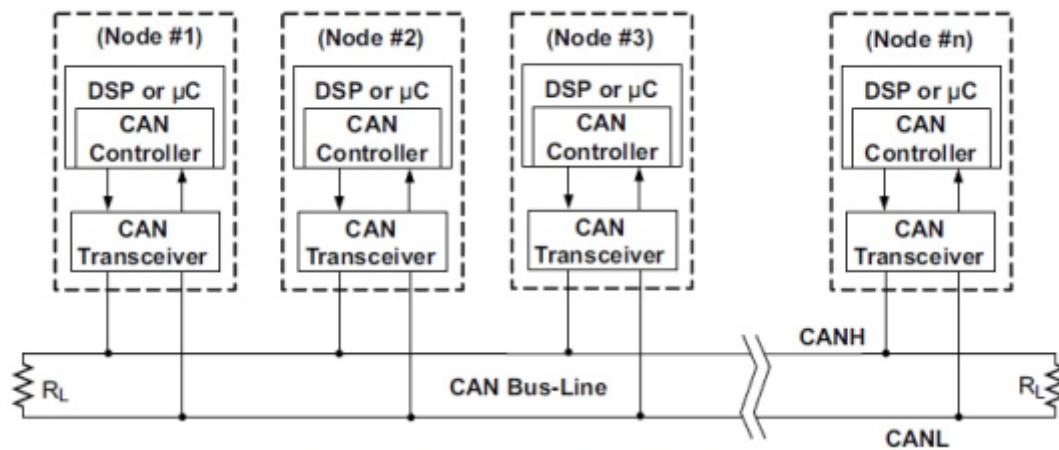 (Node #1)
(Node #2)
(Node #3)
(Node #n)
DSP or µC
DSP or µC
DSP or µC
DSP or µC
CAN
Controller
CAN
Controller
CAN
Controller
CAN
Controller
CAN
Transceiver
CAN
Transceiver
CAN
Transceiver
CAN
Transceiver
CANH
RL
CAN Bus-Line
RL
CANL